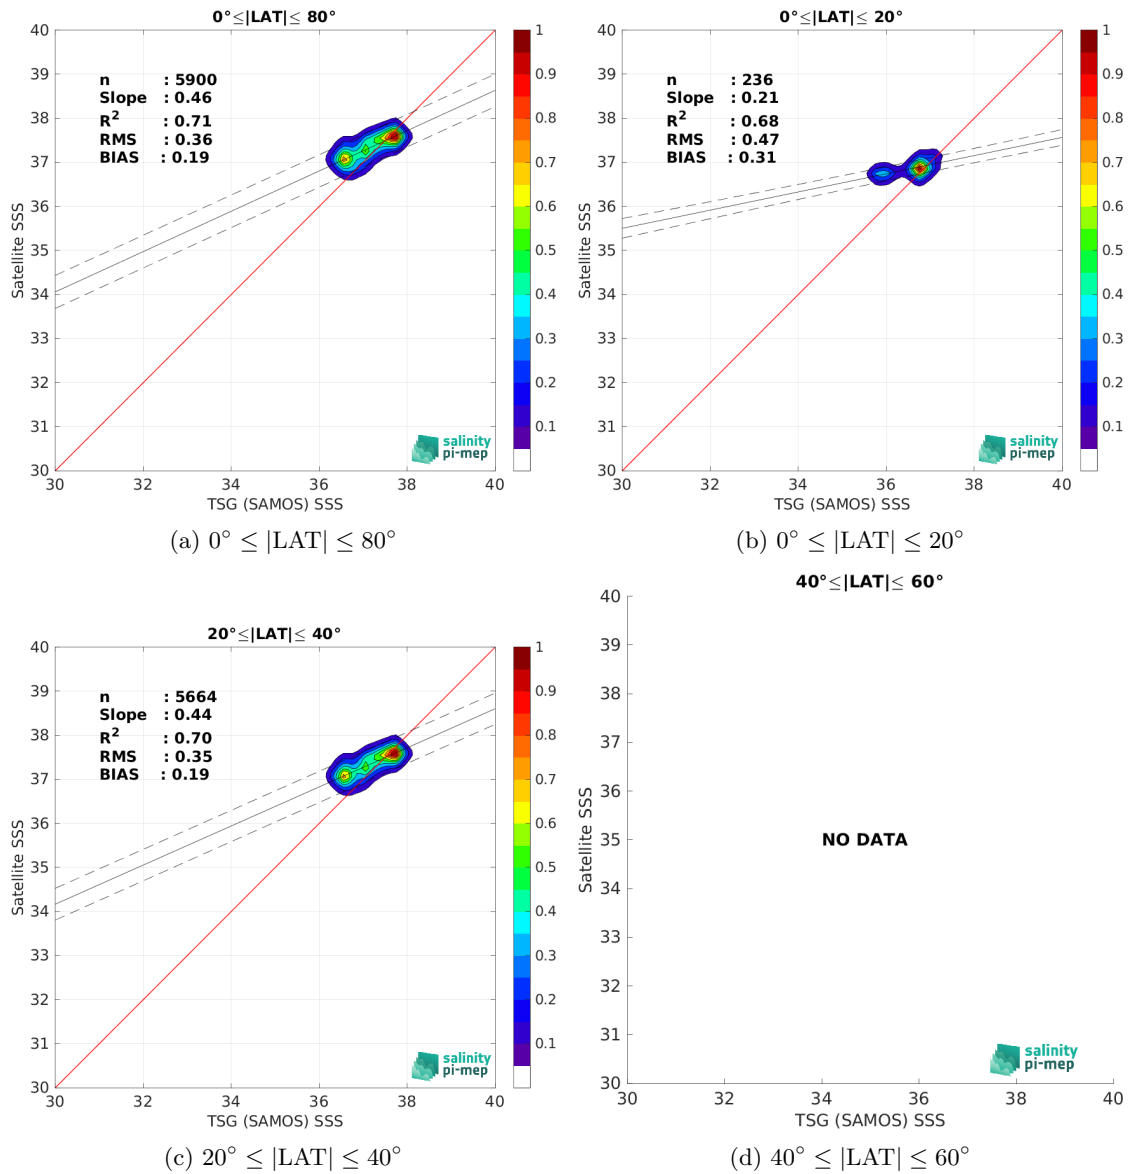 0°≤|LAT|≤ 80°
40
39
38
37
36
35
34
33
32
31
30
Satellite SSS
n : 5900
Slope : 0.46
R² : 0.71
RMS : 0.36
BIAS : 0.19
30 32 34 36 38 40
TSG (SAMOS) SSS
salinity
pi-mep
1
0.9
0.8
0.7
0.6
0.5
0.4
0.3
0.2
0.1
(a) 0° ≤ |LAT| ≤ 80°
0°≤|LAT|≤ 20°
40
39
38
37
36
35
34
33
32
31
30
Satellite SSS
n : 236
Slope : 0.21
R² : 0.68
RMS : 0.47
BIAS : 0.31
30 32 34 36 38 40
TSG (SAMOS) SSS
salinity
pi-mep
1
0.9
0.8
0.7
0.6
0.5
0.4
0.3
0.2
0.1
(b) 0° ≤ |LAT| ≤ 20°
20°≤|LAT|≤ 40°
40
39
38
37
36
35
34
33
32
31
30
Satellite SSS
n : 5664
Slope : 0.44
R² : 0.70
RMS : 0.35
BIAS : 0.19
30 32 34 36 38 40
TSG (SAMOS) SSS
salinity
pi-mep
1
0.9
0.8
0.7
0.6
0.5
0.4
0.3
0.2
0.1
(c) 20° ≤ |LAT| ≤ 40°
40°≤|LAT|≤ 60°
40
39
38
37
36
35
34
33
32
31
30
Satellite SSS
NO DATA
30 32 34 36 38 40
TSG (SAMOS) SSS
salinity
pi-mep
(d) 40° ≤ |LAT| ≤ 60°